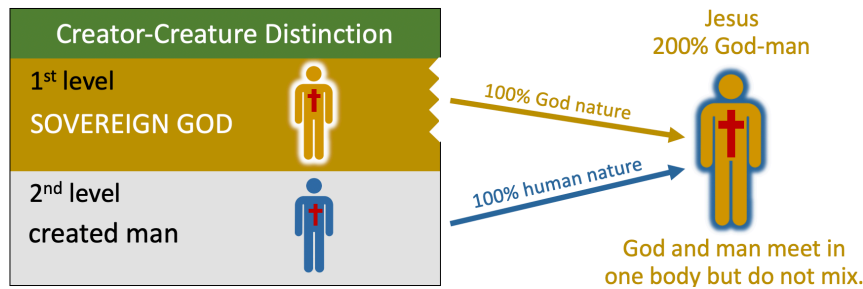 Creator-Creature Distinction
1st level
SOVEREIGN GOD
2nd level
created man
100% God nature
100% human nature
Jesus
200% God-man
God and man meet in
one body but do not mix.